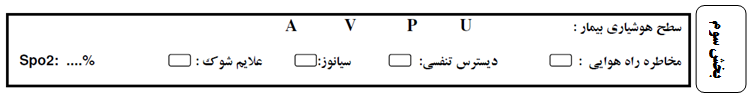 بخش سوم
سطح هوشیاری بیمار : A V P U
مخاطره راه هوایی : دیسترس تنفسی: سیانوز: علایم شوک : Spo2: ....%